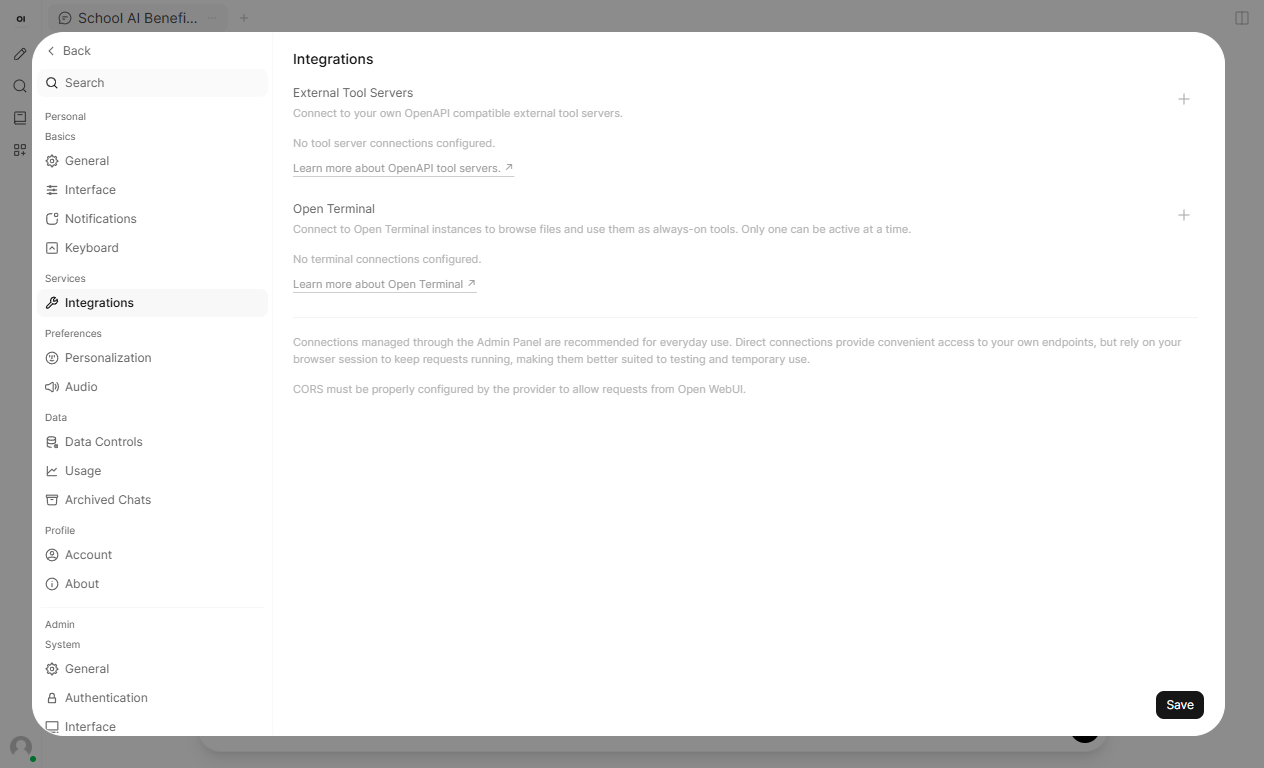 OI
School AI Benefi...
Back
Search
Personal
Basics
General
Interface
Notifications
Keyboard
Services
Integrations
Preferences
Personalization
Audio
Data
Data Controls
Usage
Archived Chats
Profile
Account
About
Admin
System
General
Authentication
Interface
Integrations
External Tool Servers
Connect to your own OpenAPI compatible external tool servers.
No tool server connections configured.
Learn more about OpenAPI tool servers. ↗
Open Terminal
Connect to Open Terminal instances to browse files and use them as always-on tools. Only one can be active at a time.
No terminal connections configured.
Learn more about Open Terminal ↗
Connections managed through the Admin Panel are recommended for everyday use. Direct connections provide convenient access to your own endpoints, but rely on your
browser session to keep requests running, making them better suited to testing and temporary use.
CORS must be properly configured by the provider to allow requests from Open WebUI.
Save